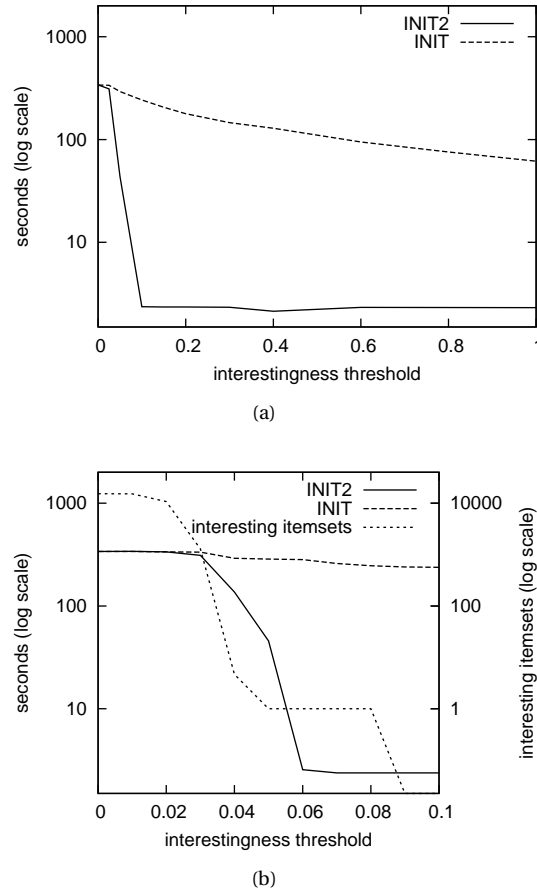 1000
100
10
seconds (log scale)
INIT2
INIT
0
0.2
0.4
0.6
0.8
1
interestingness threshold
(a)
1000
100
10
seconds (log scale)
INIT2
INIT
interesting itemsets
10000
100
1
interesting itemsets (log scale)
0
0.02
0.04
0.06
0.08
0.1
interestingness threshold
(b)